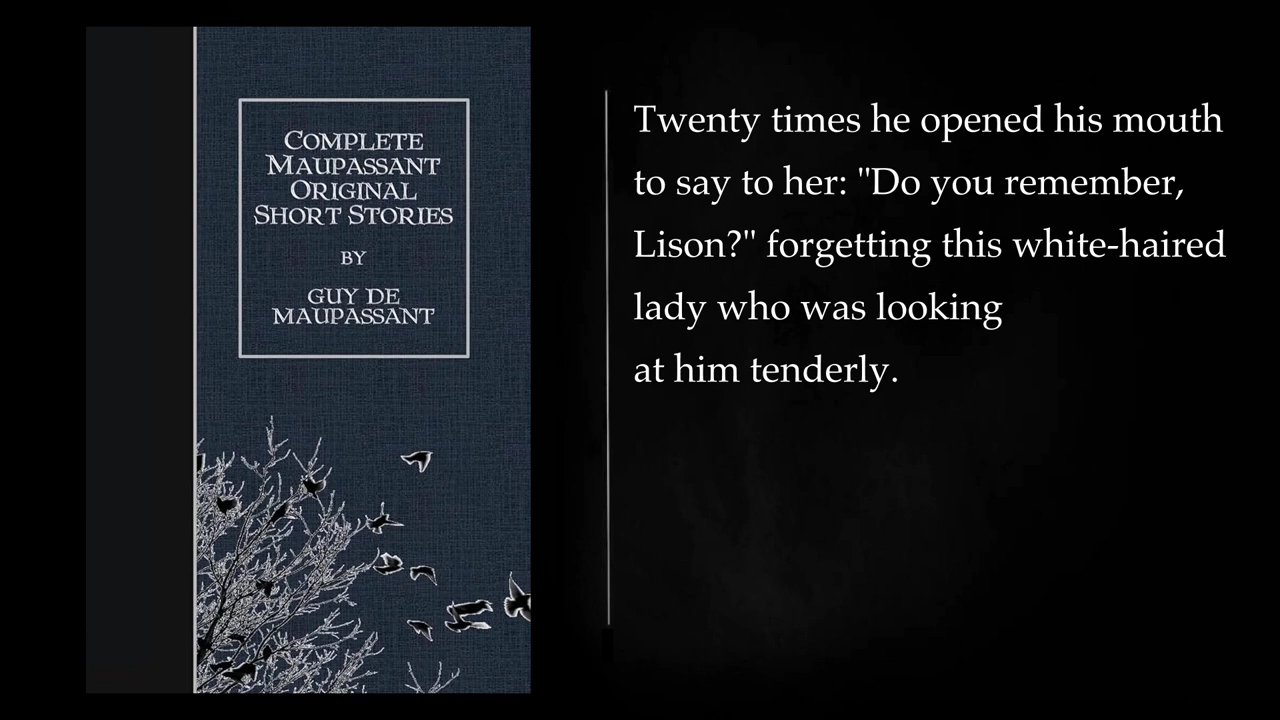 COMPLETE
MAUPASSANT
ORIGINAL
SHORT STORIES
BY
GUY DE
MAUPASSANT
Twenty times he opened his mouth
to say to her: "Do you remember,
Lison?" forgetting this white-haired
lady who was looking
at him tenderly.